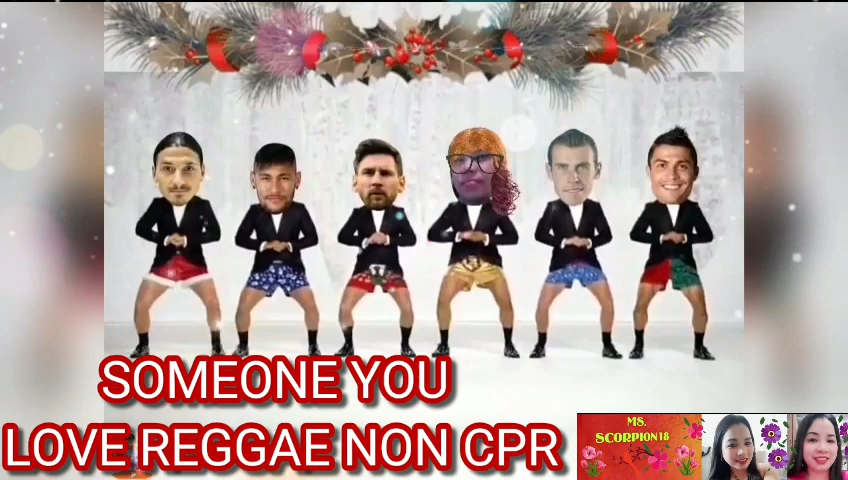 SOMEONE YOU
LOVE REGGAE NON CPR
MS.
SCORPION18